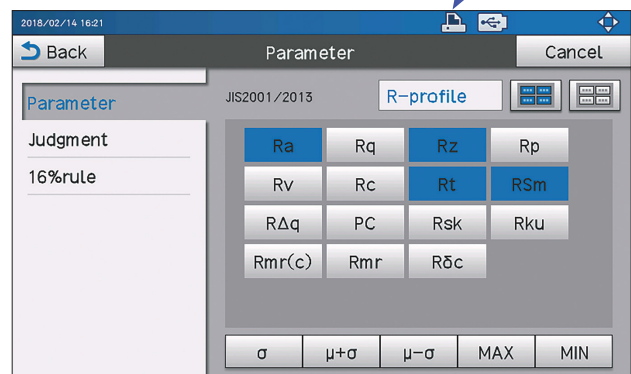 2018/02/14 16:21
Back Parameter Cancel
Parameter JIS2001/2013 R-profile
Judgment Ra Rq Rz Rp
16%rule Rv Rc Rt RSm
RΔq PC Rsk Rku
Rmr(c) Rmr Rδc
σ μ+σ μ-σ MAX MIN